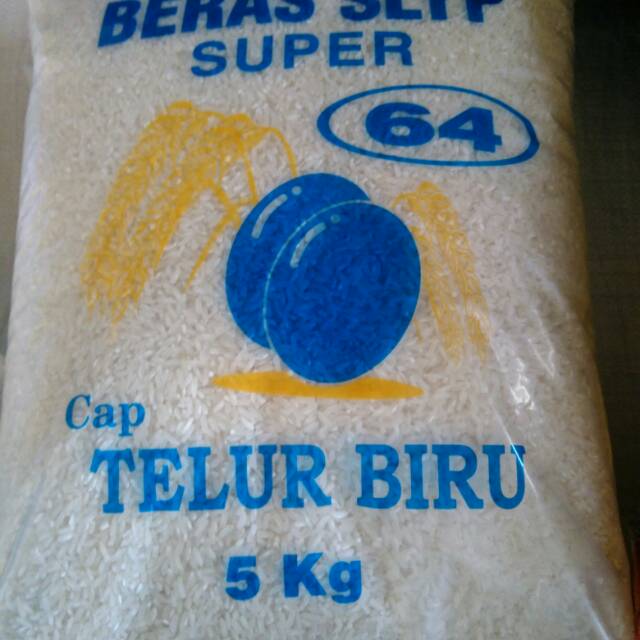 BERAS SLYP
SUPER
64
Cap
TELUR BIRU
5 Kg